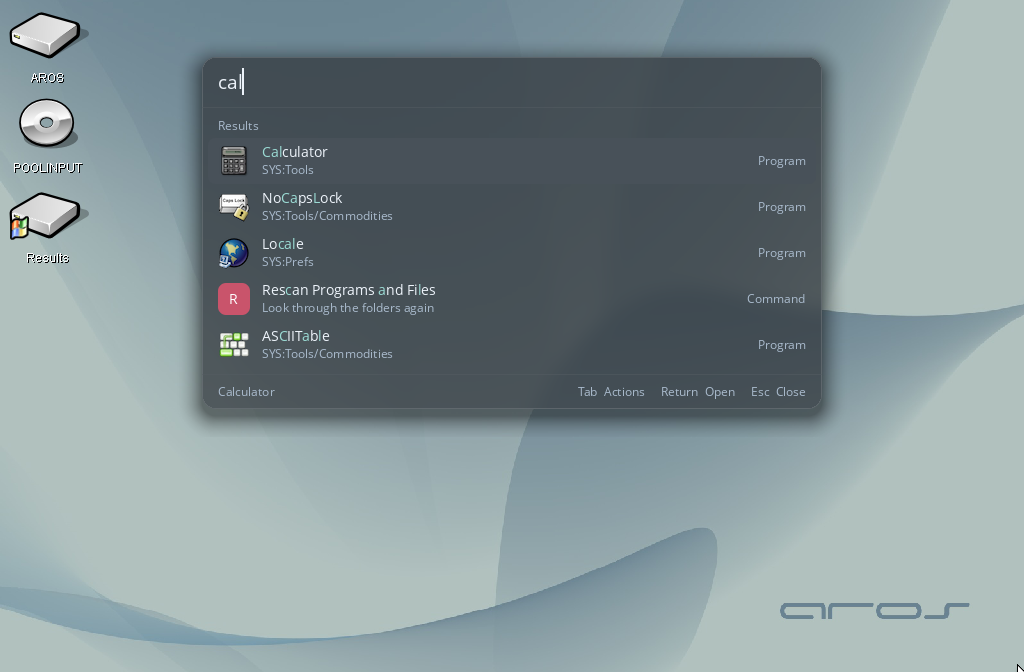 AROS
POOLINPUT
Results
cal
Results
Calculator
SYS:Tools
Program
NoCapsLock
SYS:Tools/Commodities
Program
Locale
SYS:Prefs
Program
R
Rescan Programs and Files
Look through the folders again
Command
ASCIITable
SYS:Tools/Commodities
Program
Calculator
Tab Actions Return Open Esc Close
Caps Lock
aros